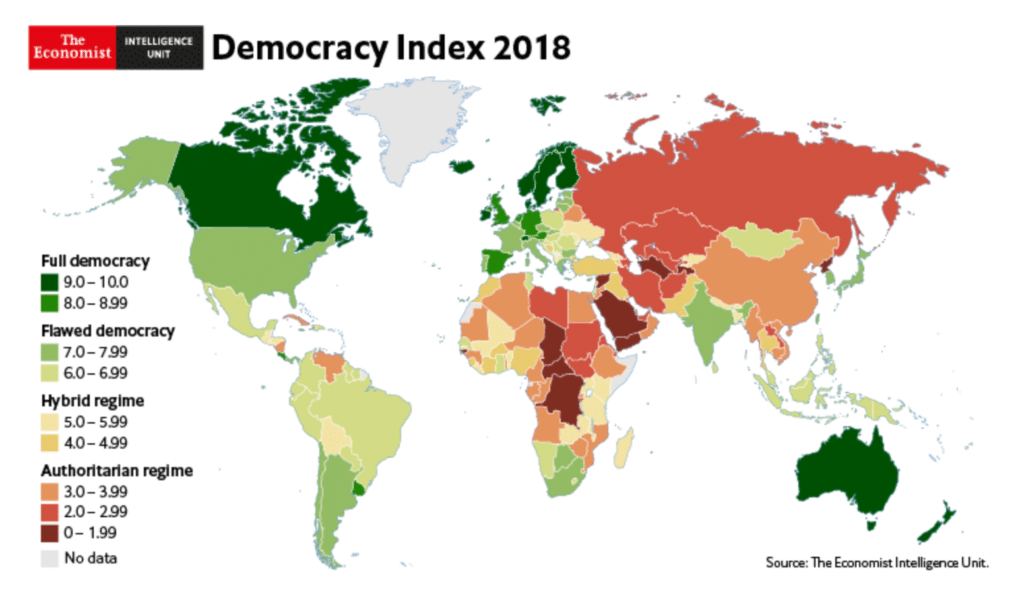 The
Economist
INTELLIGENCE
UNIT
Democracy Index 2018
Full democracy
9.0 – 10.0
8.0 – 8.99
Flawed democracy
7.0 – 7.99
6.0 – 6.99
Hybrid regime
5.0 – 5.99
4.0 – 4.99
Authoritarian regime
3.0 – 3.99
2.0 – 2.99
0 – 1.99
No data
Source: The Economist Intelligence Unit.